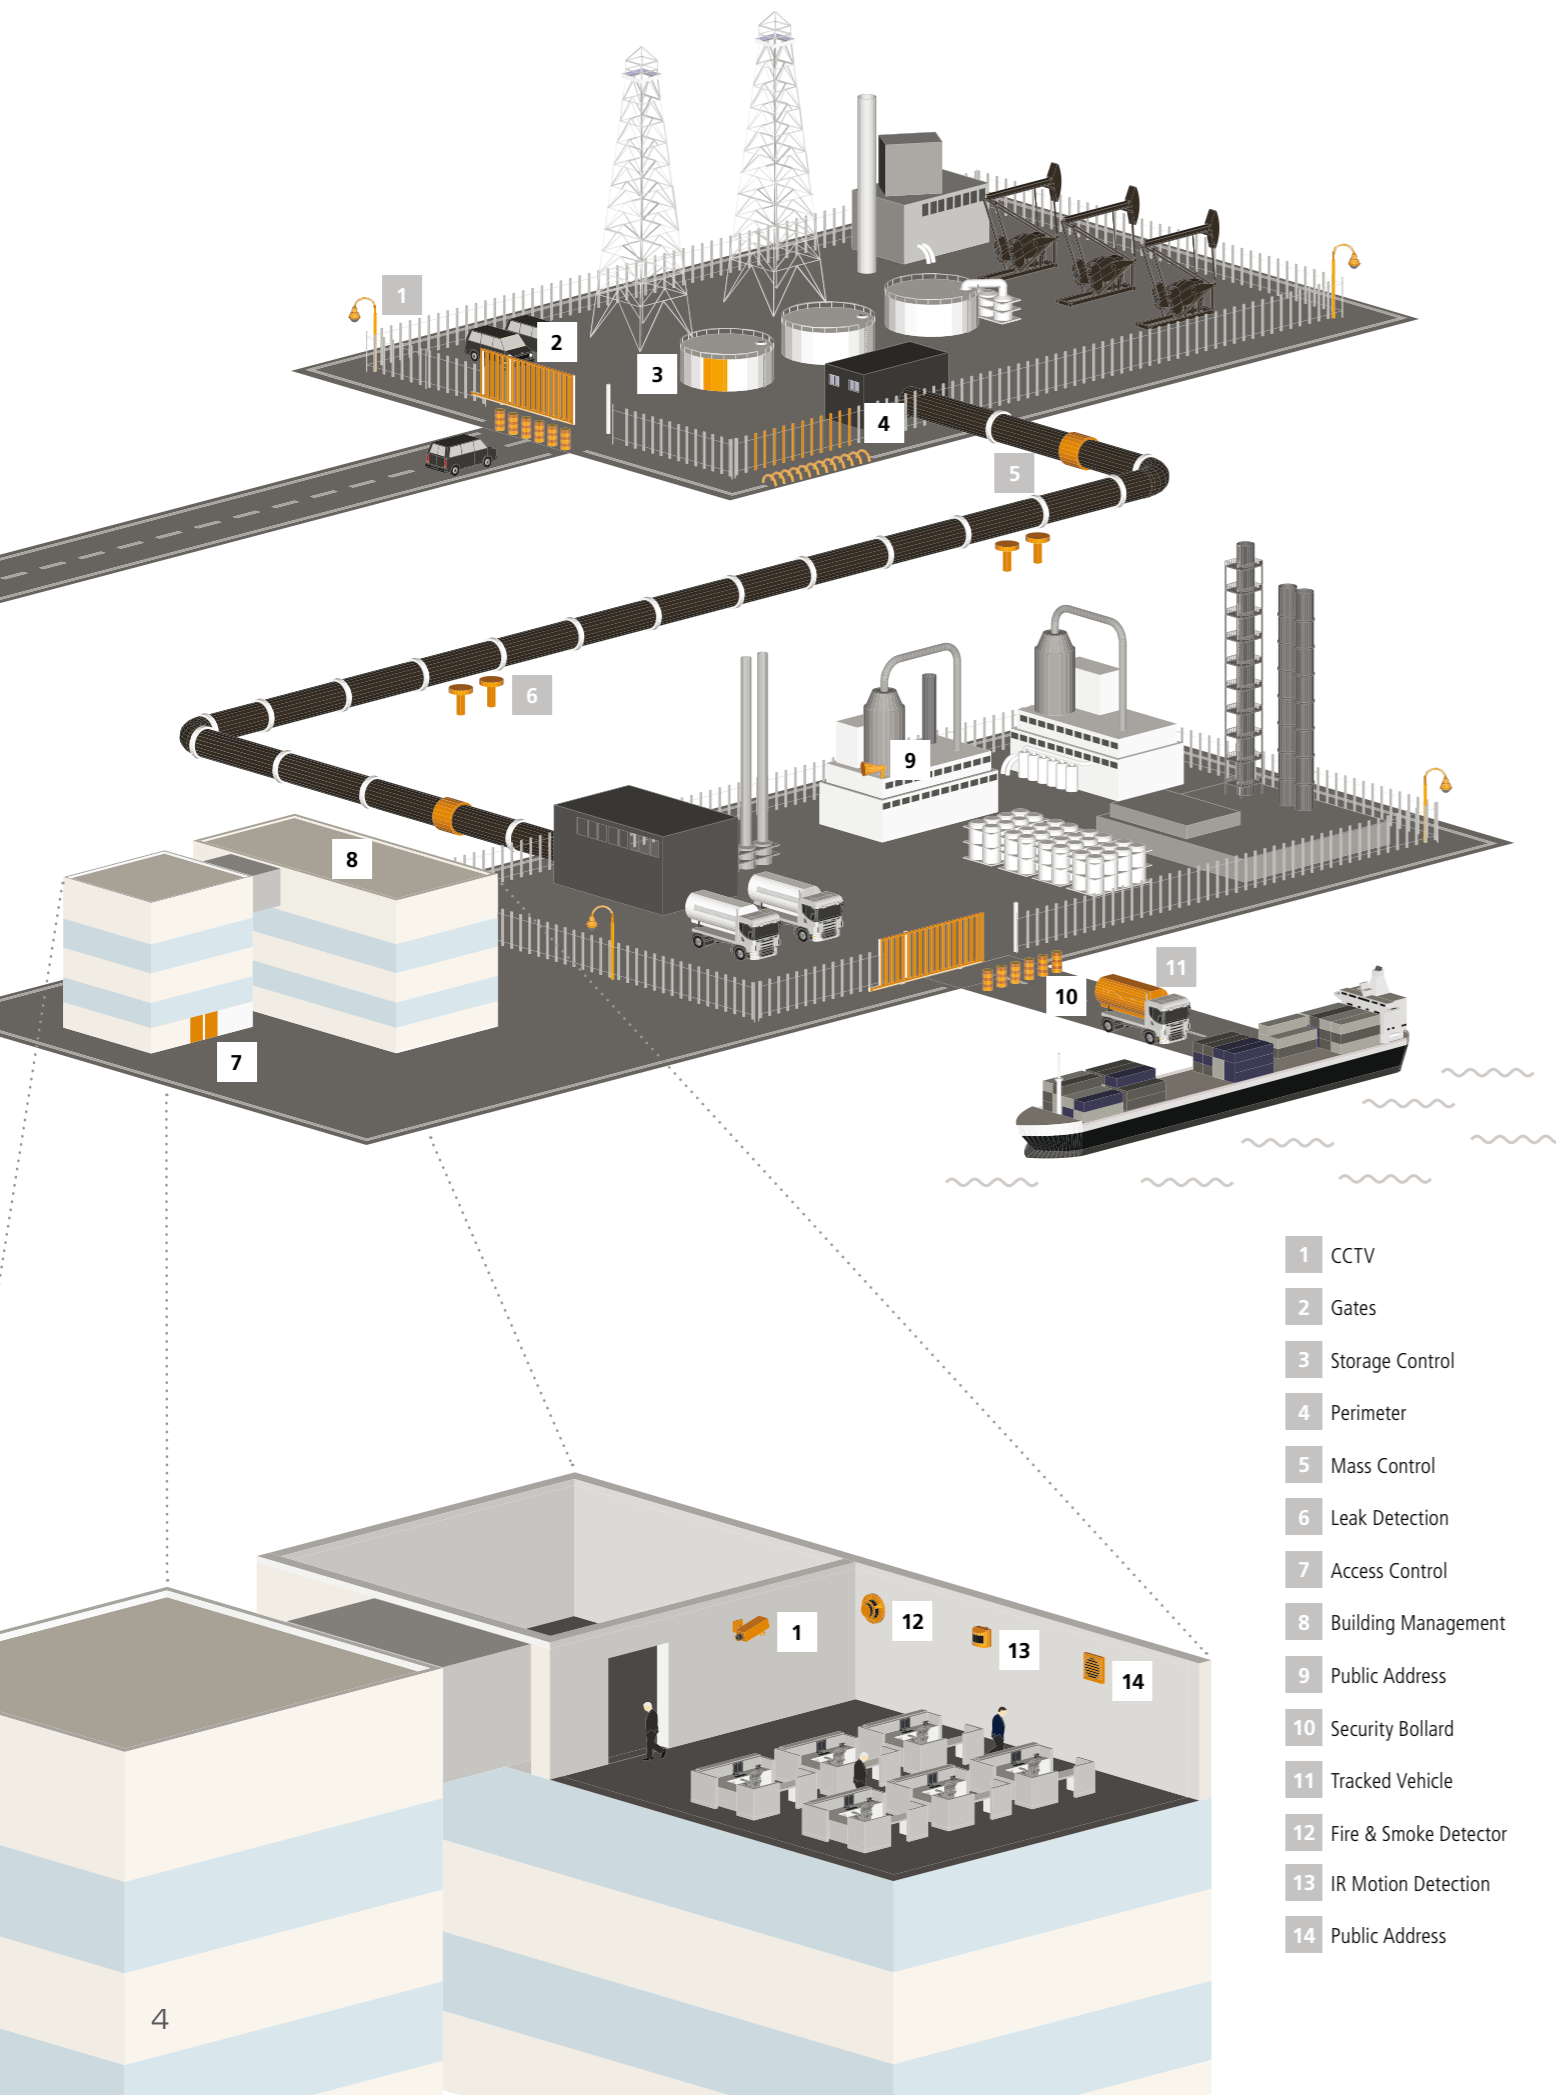 1
2
3
4
5
6
9
8
11
10
7
1 CCTV
2 Gates
3 Storage Control
4 Perimeter
5 Mass Control
6 Leak Detection
7 Access Control
8 Building Management
9 Public Address
10 Security Bollard
11 Tracked Vehicle
12 Fire & Smoke Detector
13 IR Motion Detection
14 Public Address
1
12
13
14
4